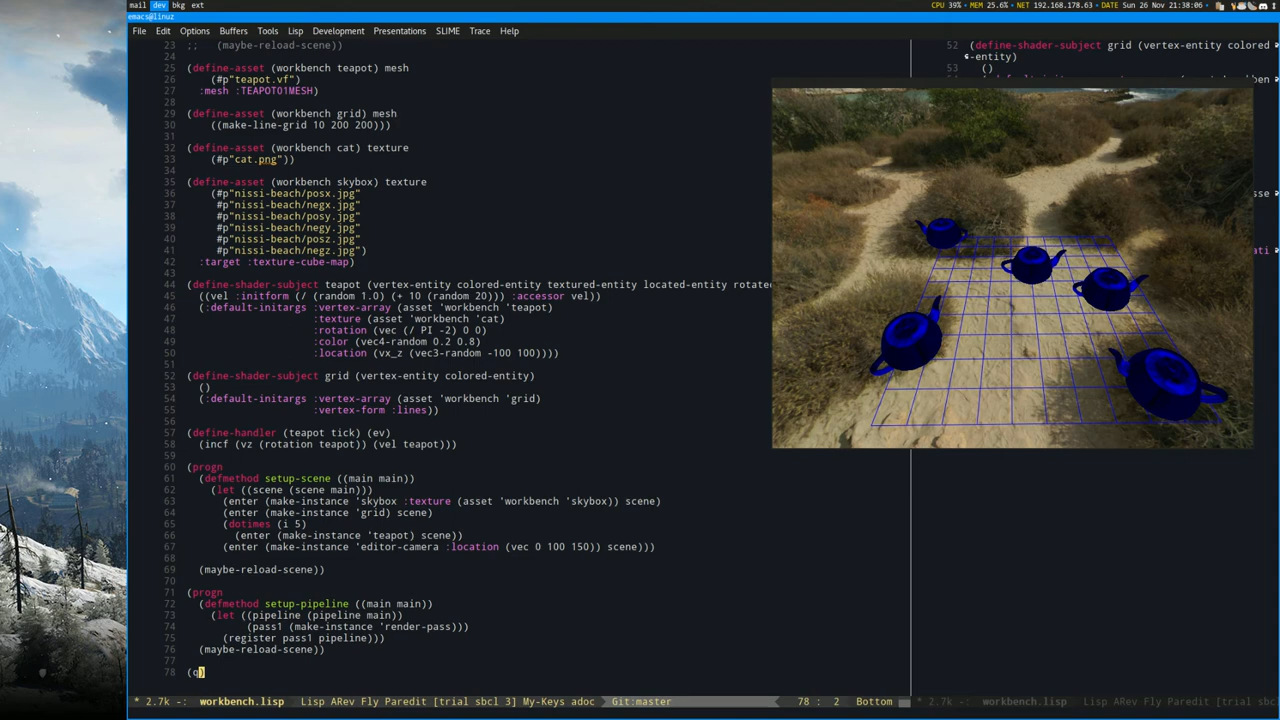 mail dev bkg ext
CPU 39% • MEM 25.6% • NET 192.168.178.63 • DATE Sun 26 Nov 21:38:06
emacs@linuz
File Edit Options Buffers Tools Lisp Development Presentations SLIME Trace Help
23 ;; (maybe-reload-scene))
24
25 (define-asset (workbench teapot) mesh
26 (#p"teapot.vf")
27 :mesh :TEAPOT01MESH)
28
29 (define-asset (workbench grid) mesh
30 ((make-line-grid 10 200 200)))
31
32 (define-asset (workbench cat) texture
33 (#p"cat.png"))
34
35 (define-asset (workbench skybox) texture
36 (#p"nissi-beach/posx.jpg"
37 #p"nissi-beach/negx.jpg"
38 #p"nissi-beach/posy.jpg"
39 #p"nissi-beach/negy.jpg"
40 #p"nissi-beach/posz.jpg"
41 #p"nissi-beach/negz.jpg")
42 :target :texture-cube-map)
43
44 (define-shader-subject teapot (vertex-entity colored-entity textured-entity located-entity rotate
45 ((vel :initform (/ (random 1.0) (+ 10 (random 20))) :accessor vel))
46 (:default-initargs :vertex-array (asset 'workbench 'teapot)
47 :texture (asset 'workbench 'cat)
48 :rotation (vec (/ PI -2) 0 0)
49 :color (vec4-random 0.2 0.8)
50 :location (vx_z (vec3-random -100 100))))
51
52 (define-shader-subject grid (vertex-entity colored-entity)
53 ()
54 (:default-initargs :vertex-array (asset 'workbench 'grid)
55 :vertex-form :lines))
56
57 (define-handler (teapot tick) (ev)
58 (incf (vz (rotation teapot)) (vel teapot)))
59
60 (progn
61 (defmethod setup-scene ((main main))
62 (let ((scene (scene main)))
63 (enter (make-instance 'skybox :texture (asset 'workbench 'skybox)) scene)
64 (enter (make-instance 'grid) scene)
65 (dotimes (i 5)
66 (enter (make-instance 'teapot) scene))
67 (enter (make-instance 'editor-camera :location (vec 0 100 150)) scene)))
68
69 (maybe-reload-scene))
70
71 (progn
72 (defmethod setup-pipeline ((main main))
73 (let ((pipeline (pipeline main))
74 (pass1 (make-instance 'render-pass)))
75 (register pass1 pipeline)))
76 (maybe-reload-scene))
77
78 (q)
52 (define-shader-subject grid (vertex-entity colored
-entity)
53 ()
* 2.7k -: workbench.lisp Lisp ARev Fly Paredit [trial sbcl 3] My-Keys adoc Git:master 78 : 2 Bottom
* 2.7k -: workbench.lisp Lisp ARev Fly Paredit [trial sbc